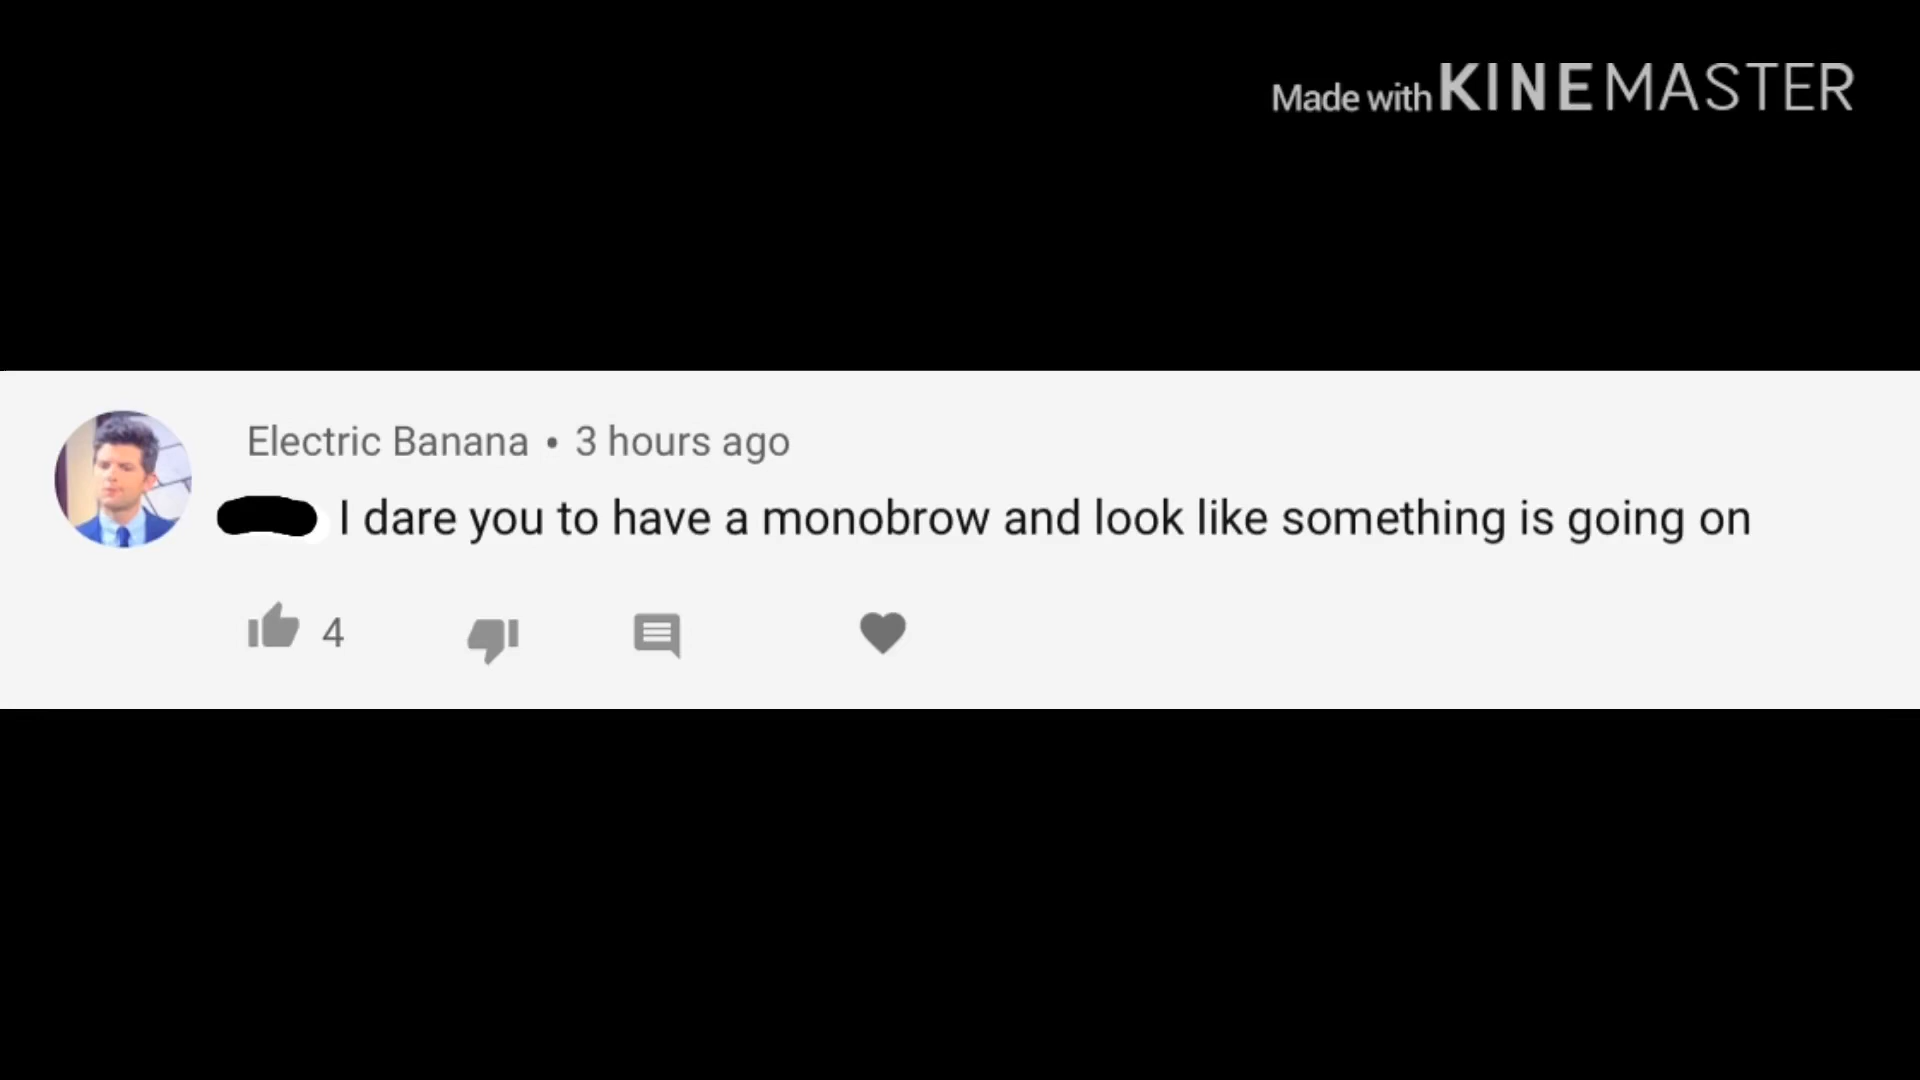 Made with KINEMASTER
Electric Banana • 3 hours ago
I dare you to have a monobrow and look like something is going on
4